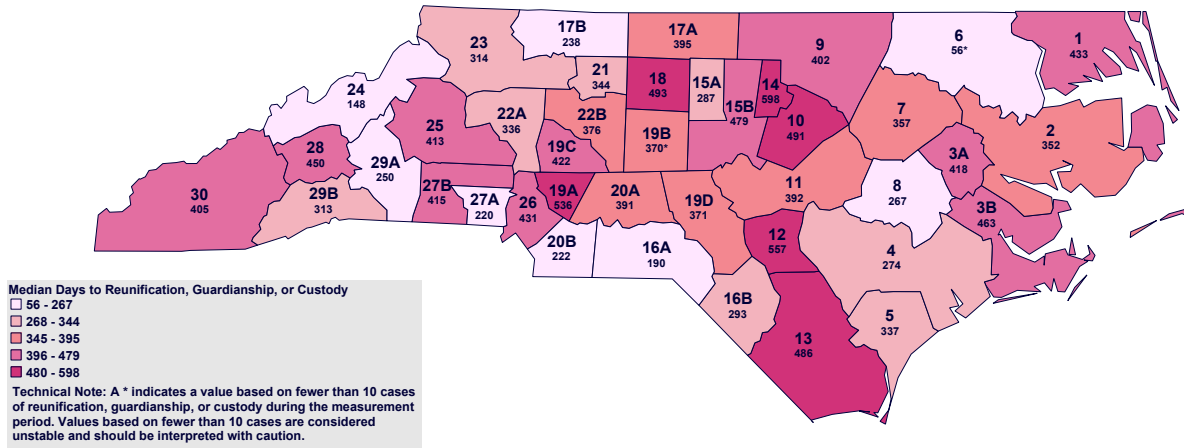 17B
238
17A
395
6
56*
1
433
23
314
9
402
21
344
18
493
15A
287
14
598
24
148
15B
479
7
357
22A
336
22B
376
10
491
25
413
2
352
19B
370*
28
450
19C
422
3A
418
29A
250
30
405
29B
313
27B
415
27A
220
26
431
19A
536
20A
391
19D
371
11
392
8
267
3B
463
12
557
20B
222
16A
190
4
274
16B
293
5
337
13
486
Median Days to Reunification, Guardianship, or Custody
56 - 267
268 - 344
345 - 395
396 - 479
480 - 598
Technical Note: A * indicates a value based on fewer than 10 cases
of reunification, guardianship, or custody during the measurement
period. Values based on fewer than 10 cases are considered
unstable and should be interpreted with caution.